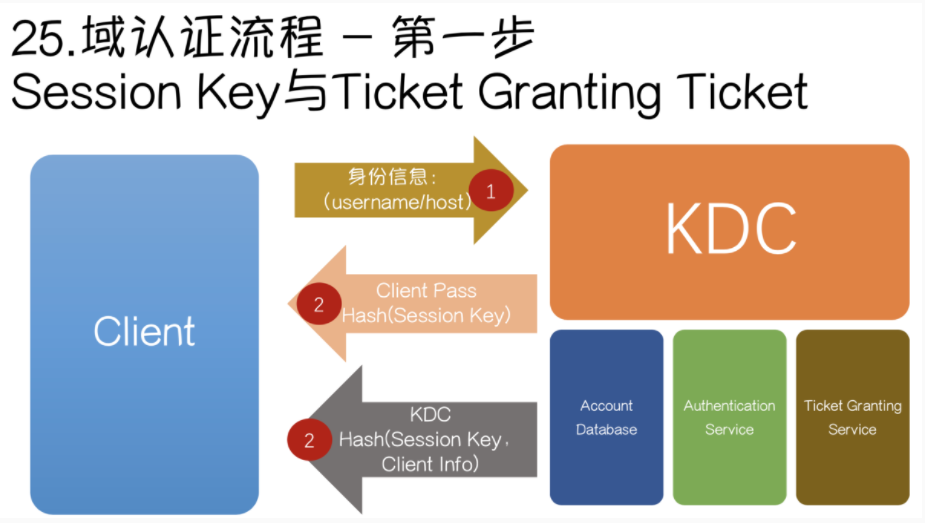 25.域认证流程 – 第一步
Session Key与Ticket Granting Ticket
Client
身份信息：
（username/host）
1
KDC
2
Client Pass
Hash(Session Key)
2
KDC
Hash(Session Key，
Client Info)
Account
Database
Authentication
Service
Ticket Granting
Service